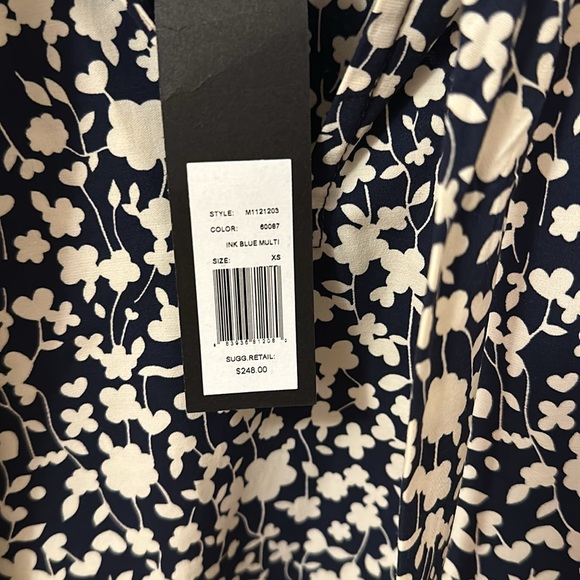 STYLE: M1121203
COLOR: 60087
INK BLUE MULTI
SIZE: XS
SUGG.RETAIL:
$248.00